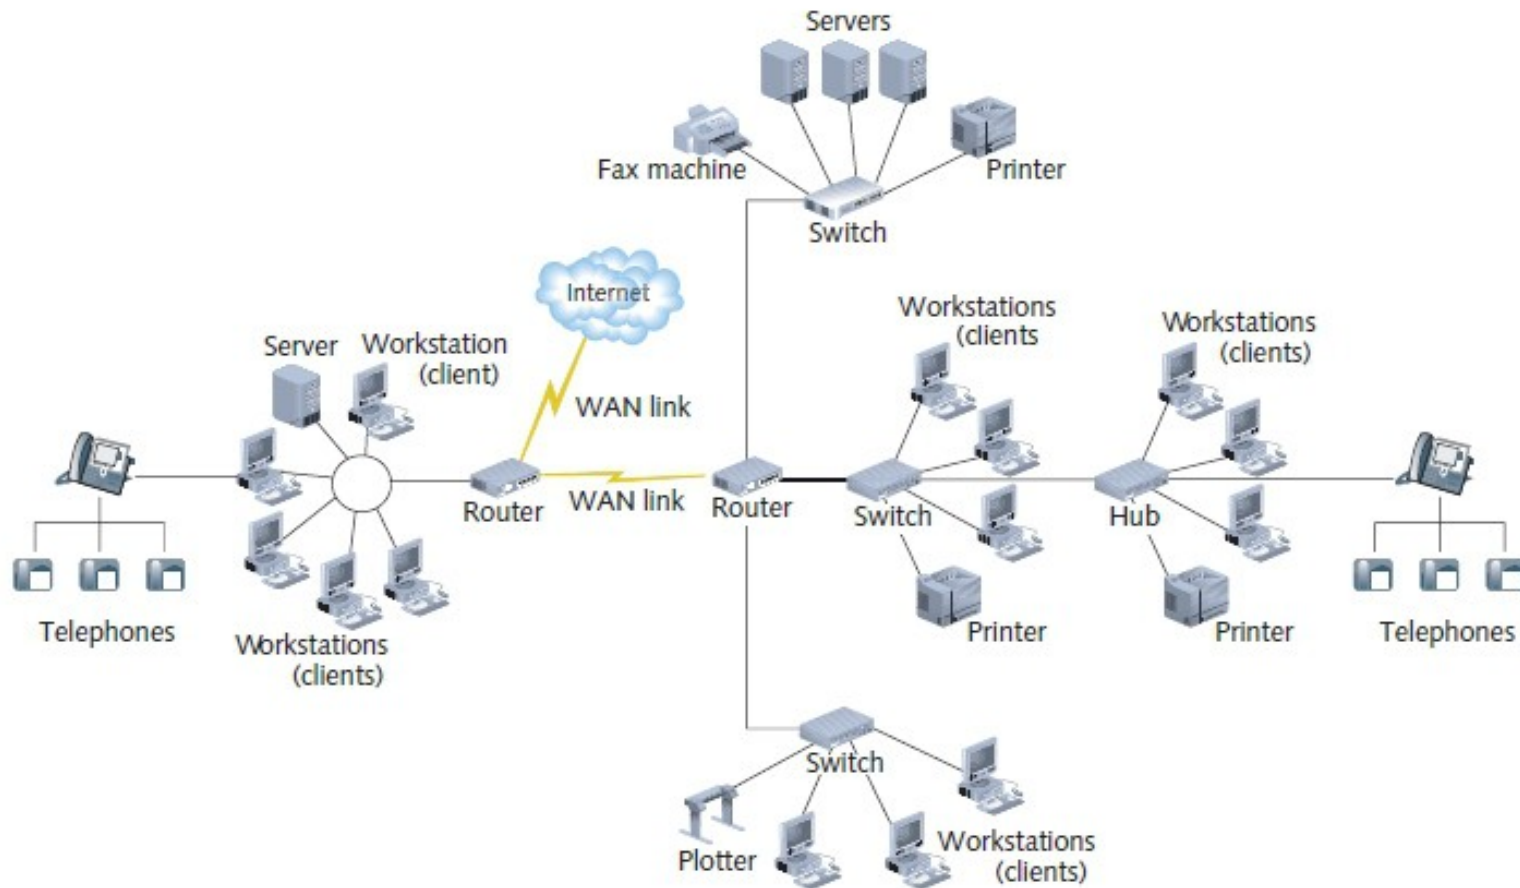 Servers
Fax machine
Printer
Switch
Internet
Workstations
(clients
Workstations
(clients)
Server
Workstation
(client)
WAN link
Router
WAN link
Router
Switch
Hub
Telephones
Workstations
(clients)
Printer
Printer
Telephones
Switch
Plotter
Workstations
(clients)